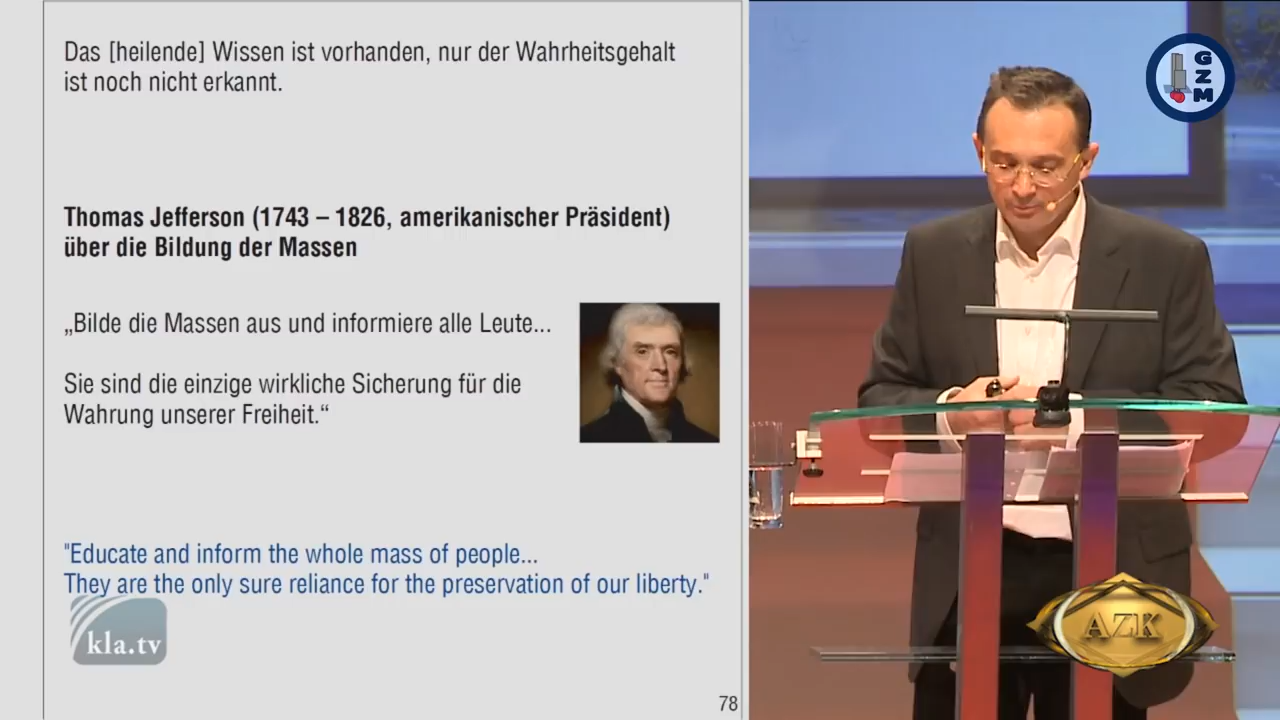 Das [heilende] Wissen ist vorhanden, nur der Wahrheitsgehalt
ist noch nicht erkannt.
Thomas Jefferson (1743 – 1826, amerikanischer Präsident)
über die Bildung der Massen
„Bilde die Massen aus und informiere alle Leute...
Sie sind die einzige wirkliche Sicherung für die
Wahrung unserer Freiheit.“
"Educate and inform the whole mass of people...
They are the only sure reliance for the preservation of our liberty."
kla.tv
78
GZM
AZK